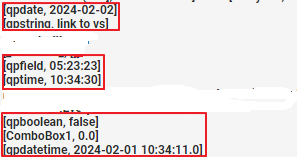 [qpdate, 2024-02-02]
[qpstring, link to vs]
[qpfield, 05:23:23]
[qptime, 10:34:30]
[qpboolean, false]
[ComboBox1, 0.0]
[qpdatetime, 2024-02-01 10:34:11.0]